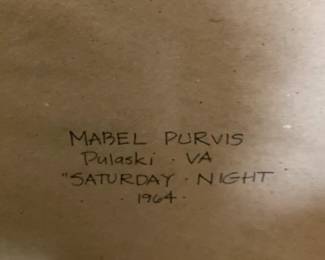 MABEL PURVIS
Pulaski · VA
"SATURDAY · NIGHT
· 1964 ·